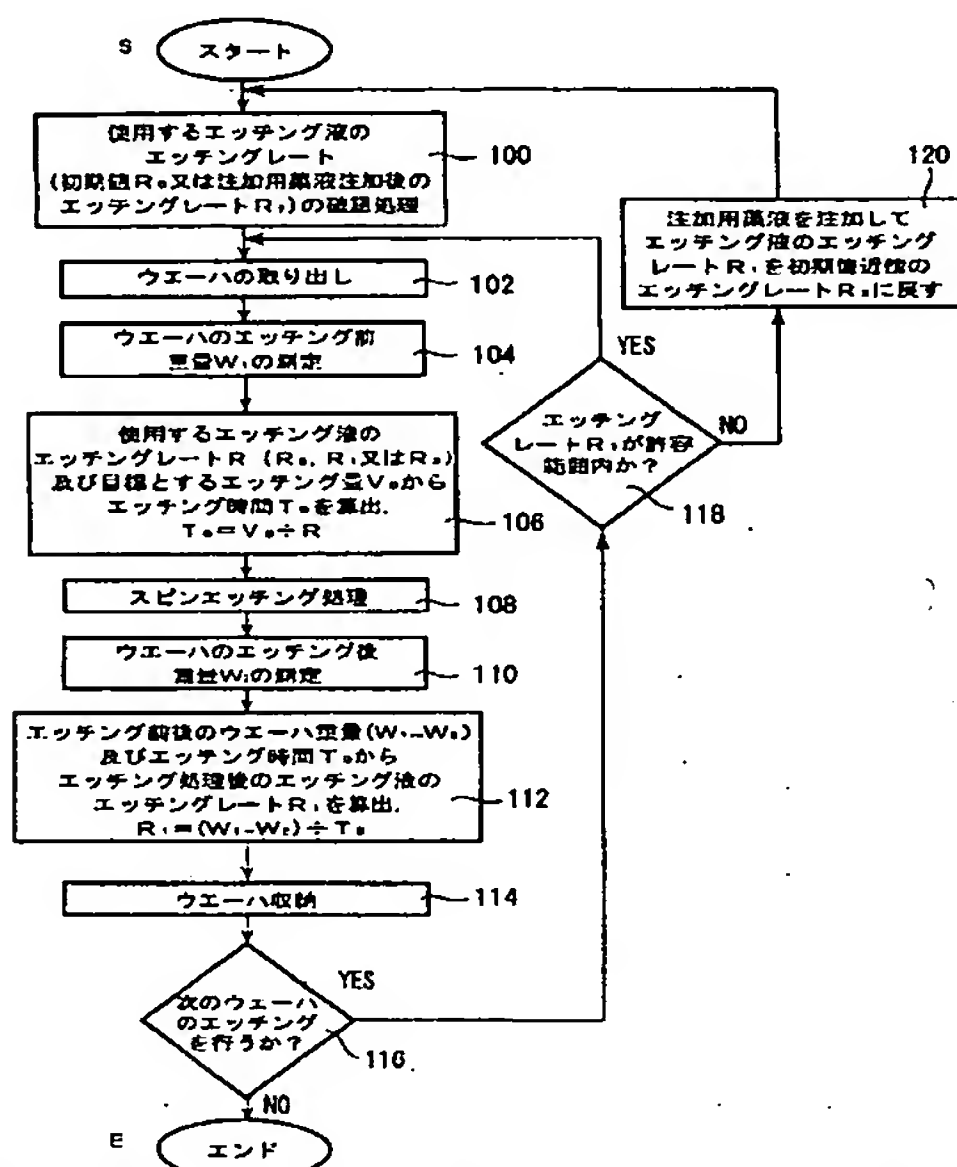 S
スタート
使用するエッチング液の
エッチングレート
(初期値R₀又は注加用薬液注加後の
エッチングレートR₂)の確認処理
100
ウエーハの取り出し
102
ウエーハのエッチング前
重量W₁の測定
104
使用するエッチング液の
エッチングレートR (R₀, R₁又はR₂)
及び目標とするエッチング量V₀から
エッチング時間T₀を算出.
T₀=V₀÷R
106
スピンエッチング処理
108
ウエーハのエッチング後
重量W₂の測定
110
エッチング前後のウエーハ重量(W₁-W₂)
及びエッチング時間T₀から
エッチング処理後のエッチング液の
エッチングレートR₁を算出.
R₁=(W₁-W₂)÷T₀
112
ウエーハ収納
114
次のウェーハ
のエッチング
を行うか?
116
YES
NO
E
エンド
エッチング
レートR₁が許容
範囲内か?
118
YES
NO
120
注加用薬液を注加して
エッチング液のエッチング
レートR₁を初期値近傍の
エッチングレートR₂に戻す